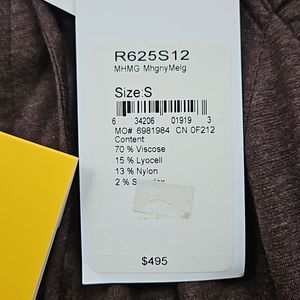 R625S12
MHMG MhgnyMelg
Size:S
6 34206 01919 3
MO# 6981984 CN 0F212
Content:
70 % Viscose
15 % Lyocell
13 % Nylon
2 %
$495